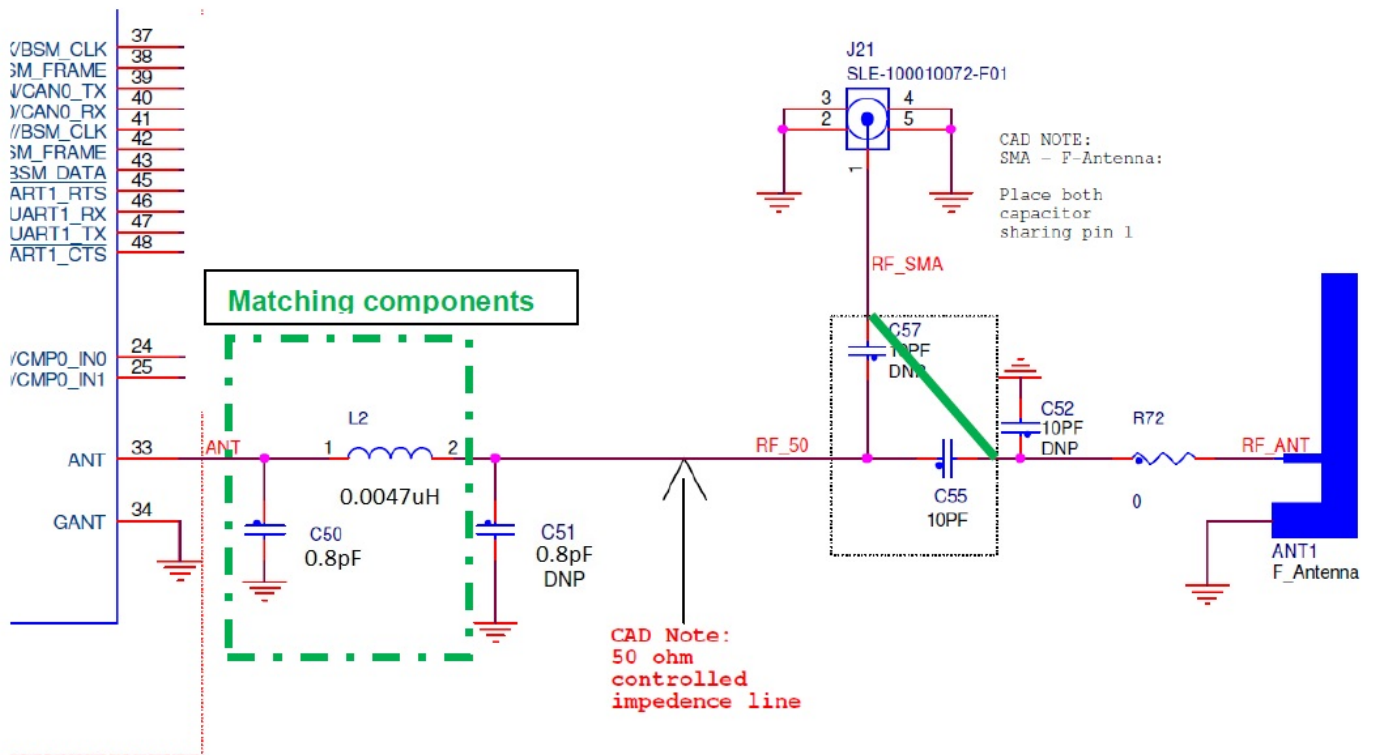 37
/BSM_CLK
38
SM_FRAME
39
N/CAN0_TX
40
/CAN0_RX
41
//BSM_CLK
42
SM_FRAME
43
BSM_DATA
45
ART1_RTS
46
UART1_RX
47
UART1_TX
48
ART1_CTS
24
/CMP0_IN0
25
/CMP0_IN1
33
ANT
34
GANT
Matching components
ANT
L2
1
2
0.0047uH
C50
0.8pF
C51
0.8pF
DNP
RF_50
CAD Note:
50 ohm
controlled
impedence line
J21
SLE-100010072-F01
3
4
2
5
1
CAD NOTE:
SMA - F-Antenna:
Place both
capacitor
sharing pin 1
RF_SMA
C57
10PF
DNP
C55
10PF
C52
10PF
DNP
R72
0
RF_ANT
ANT1
F_Antenna